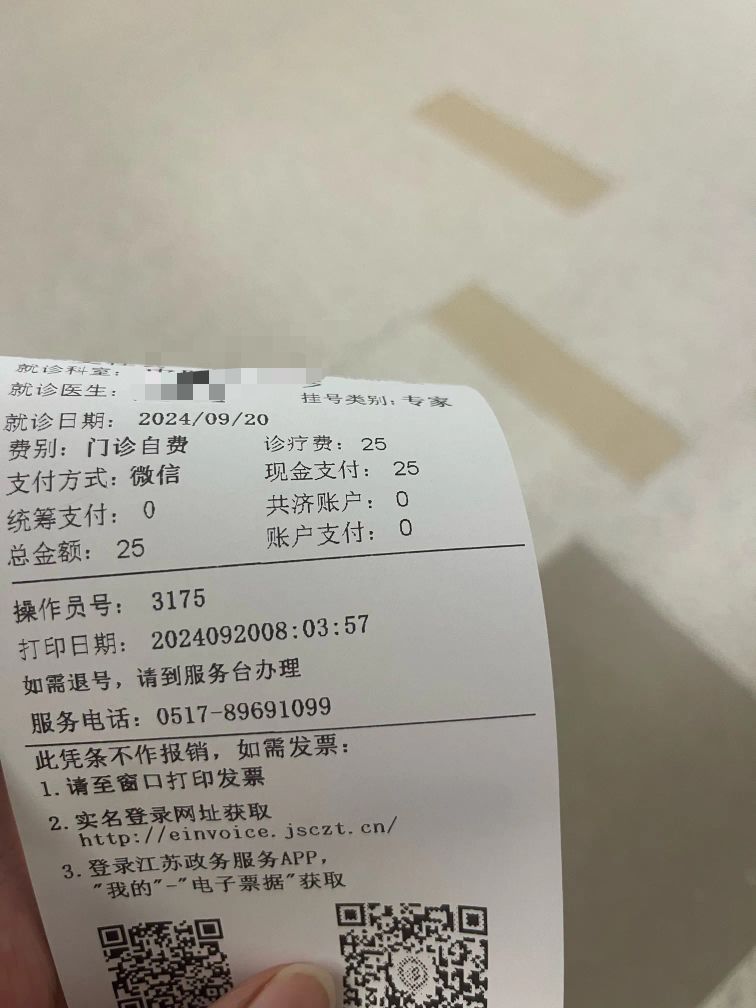 就诊科室：
就诊医生： 挂号类别：专家
就诊日期： 2024/09/20
费别：门诊自费 诊疗费： 25
支付方式：微信 现金支付： 25
统筹支付： 0 共济账户： 0
总金额： 25 账户支付： 0
操作员号： 3175
打印日期： 2024092008:03:57
如需退号，请到服务台办理
服务电话：0517-89691099
此凭条不作报销，如需发票：
1.请至窗口打印发票
2.实名登录网址获取
http://einvoice.jsczt.cn/
3.登录江苏政务服务APP，
"我的"-"电子票据"获取